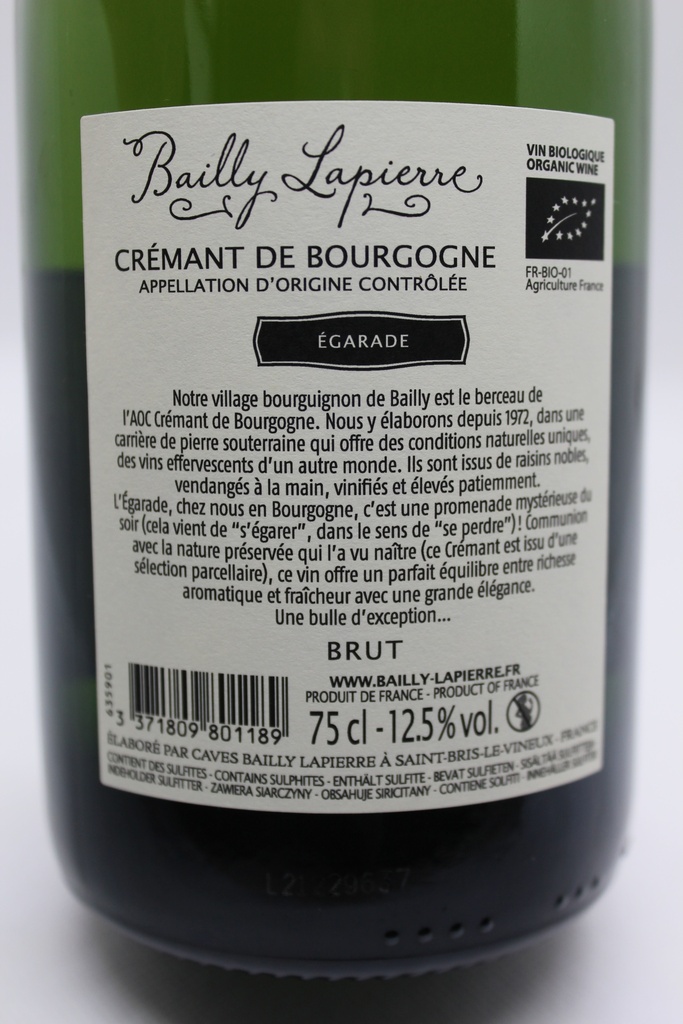 Bailly Lapierre
VIN BIOLOGIQUE
ORGANIC WINE
CRÉMANT DE BOURGOGNE
APPELLATION D'ORIGINE CONTRÔLÉE
FR-BIO-01
Agriculture France
ÉGARADE
Notre village bourguignon de Bailly est le berceau de
l'AOC Crémant de Bourgogne. Nous y élaborons depuis 1972, dans une
carrière de pierre souterraine qui offre des conditions naturelles uniques,
des vins effervescents d'un autre monde. Ils sont issus de raisins nobles,
vendangés à la main, vinifiés et élevés patiemment.
L'Égarade, chez nous en Bourgogne, c'est une promenade mystérieuse du
soir (cela vient de "s'égarer", dans le sens de "se perdre")! Communion
avec la nature préservée qui l'a vu naître (ce Crémant est issu d'une
sélection parcellaire), ce vin offre un parfait équilibre entre richesse
aromatique et fraîcheur avec une grande élégance.
Une bulle d'exception...
BRUT
WWW.BAILLY-LAPIERRE.FR
PRODUIT DE FRANCE - PRODUCT OF FRANCE
75 cl - 12.5% vol.
635901
3 371809 801189
ÉLABORÉ PAR CAVES BAILLY LAPIERRE À SAINT-BRIS-LE-VINEUX - FRANCE
CONTIENT DES SULFITES - CONTAINS SULPHITES - ENTHÄLT SULFITE - BEVAT SULFIETEN - SISÄLTÄÄ
INDEHOLDER SULFITTER - ZAWIERA SIARCZYNY - OBSAHUJE SIRICITANY - CONTIENE SOLFITI - INNEHÅLLER